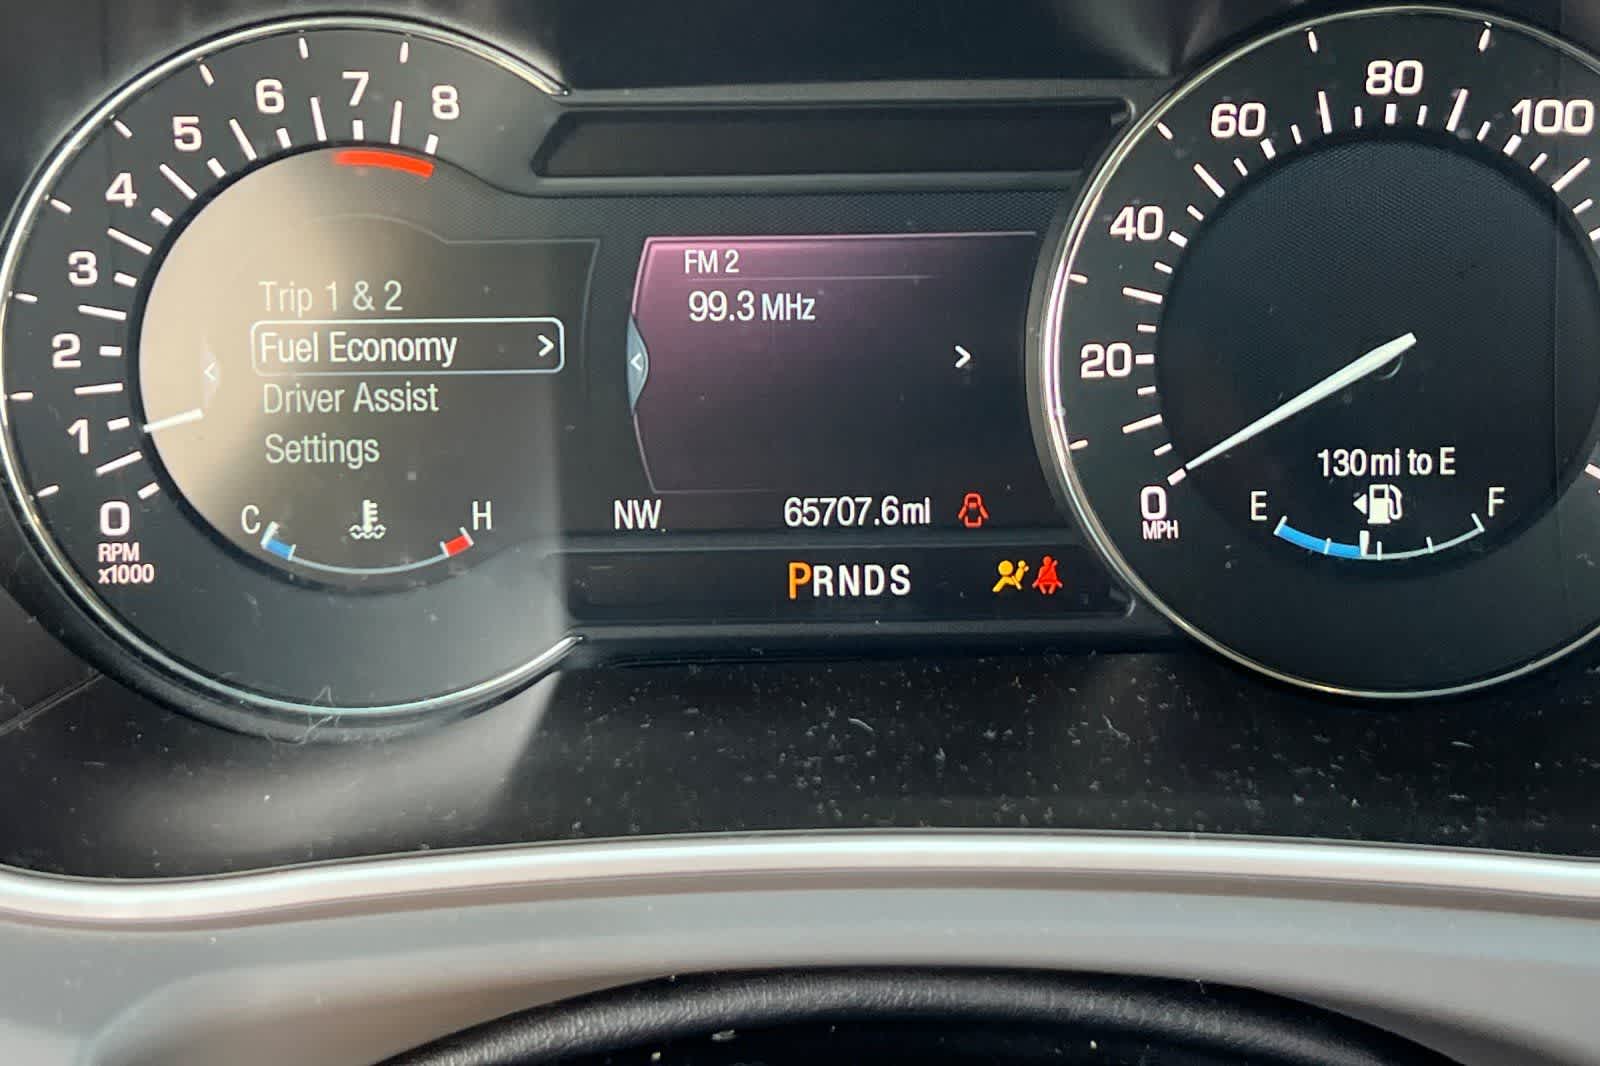 0
1
2
3
4
5
6
7
8
RPM
x1000
Trip 1 & 2
Fuel Economy >
Driver Assist
Settings
C H
FM 2
99.3 MHz
NW 65707.6mi
PRNDS
0
20
40
60
80
100
MPH
130mi to E
E F